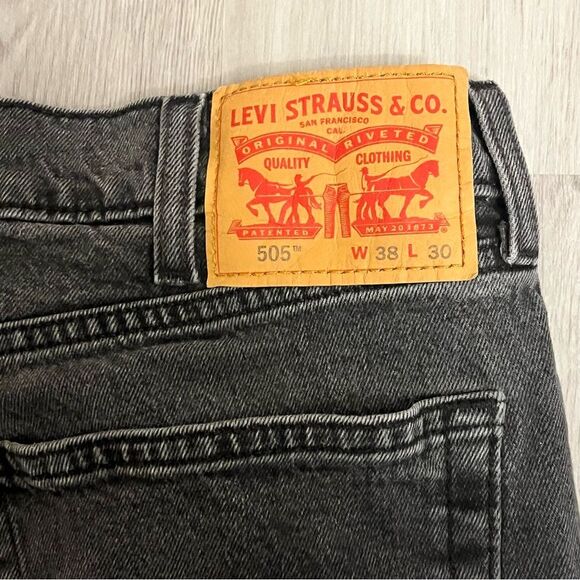 LEVI STRAUSS & CO.
SAN FRANCISCO
CAL.
ORIGINAL RIVETED
QUALITY CLOTHING
PATENTED MAY 20 1873
505™ W 38 L 30